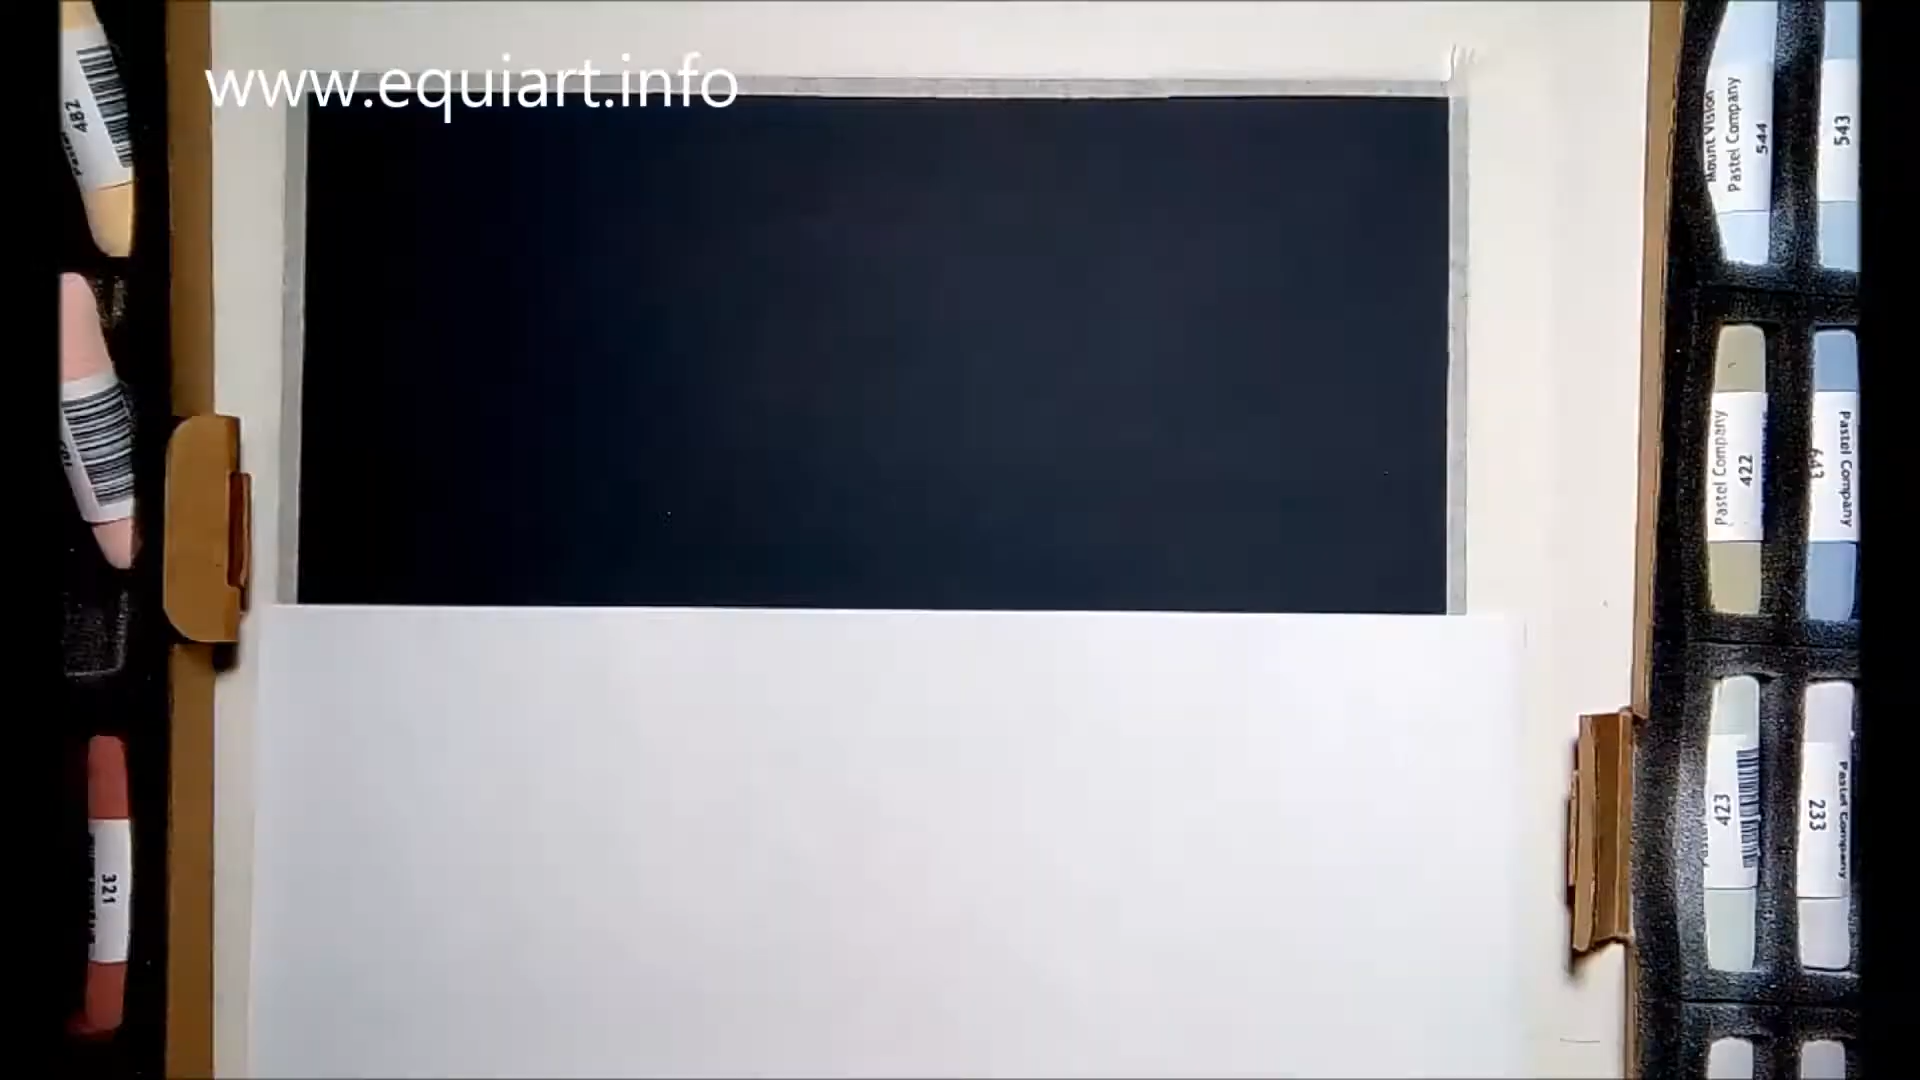 www.equiart.info
482
321
Mount Vision
Pastel Company
544
543
Pastel Company
422
Pastel Company
643
423
Pastel Company
233